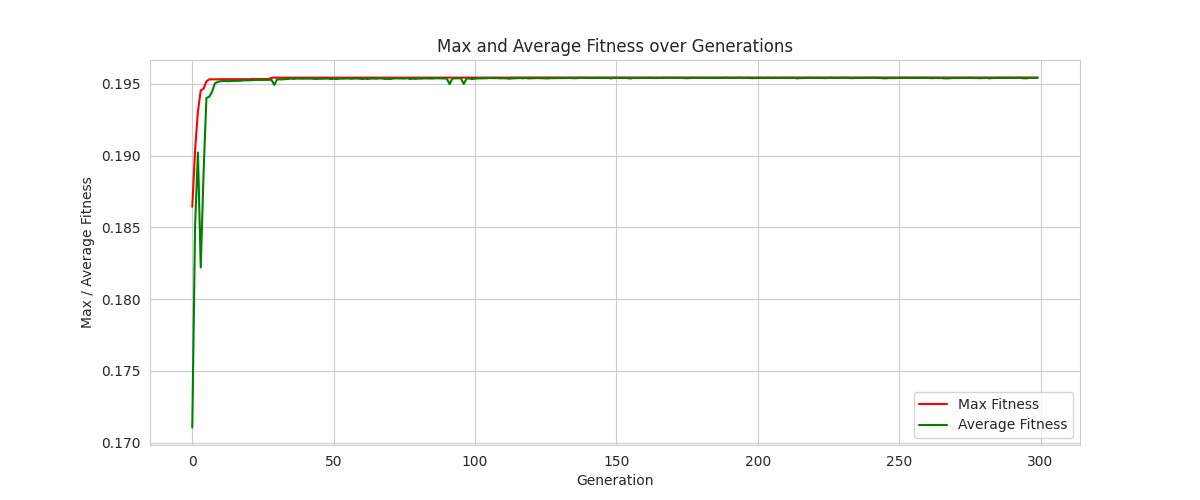 Max and Average Fitness over Generations
Max / Average Fitness
0.195
0.190
0.185
0.180
0.175
0.170
0
50
100
150
200
250
300
Generation
Max Fitness
Average Fitness